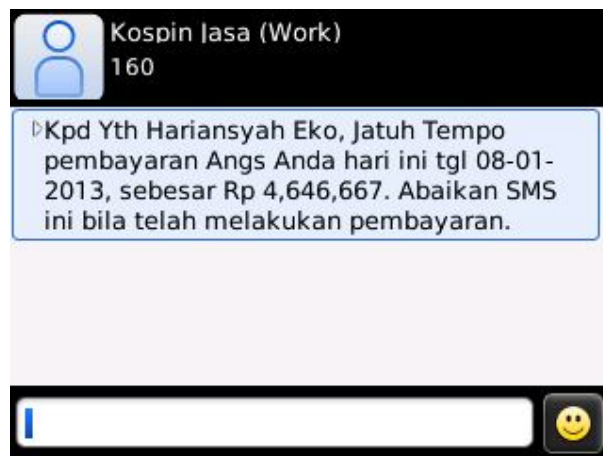 Kospin Jasa (Work)
160
Kpd Yth Hariansyah Eko, Jatuh Tempo
pembayaran Angs Anda hari ini tgl 08-01-
2013, sebesar Rp 4,646,667. Abaikan SMS
ini bila telah melakukan pembayaran.